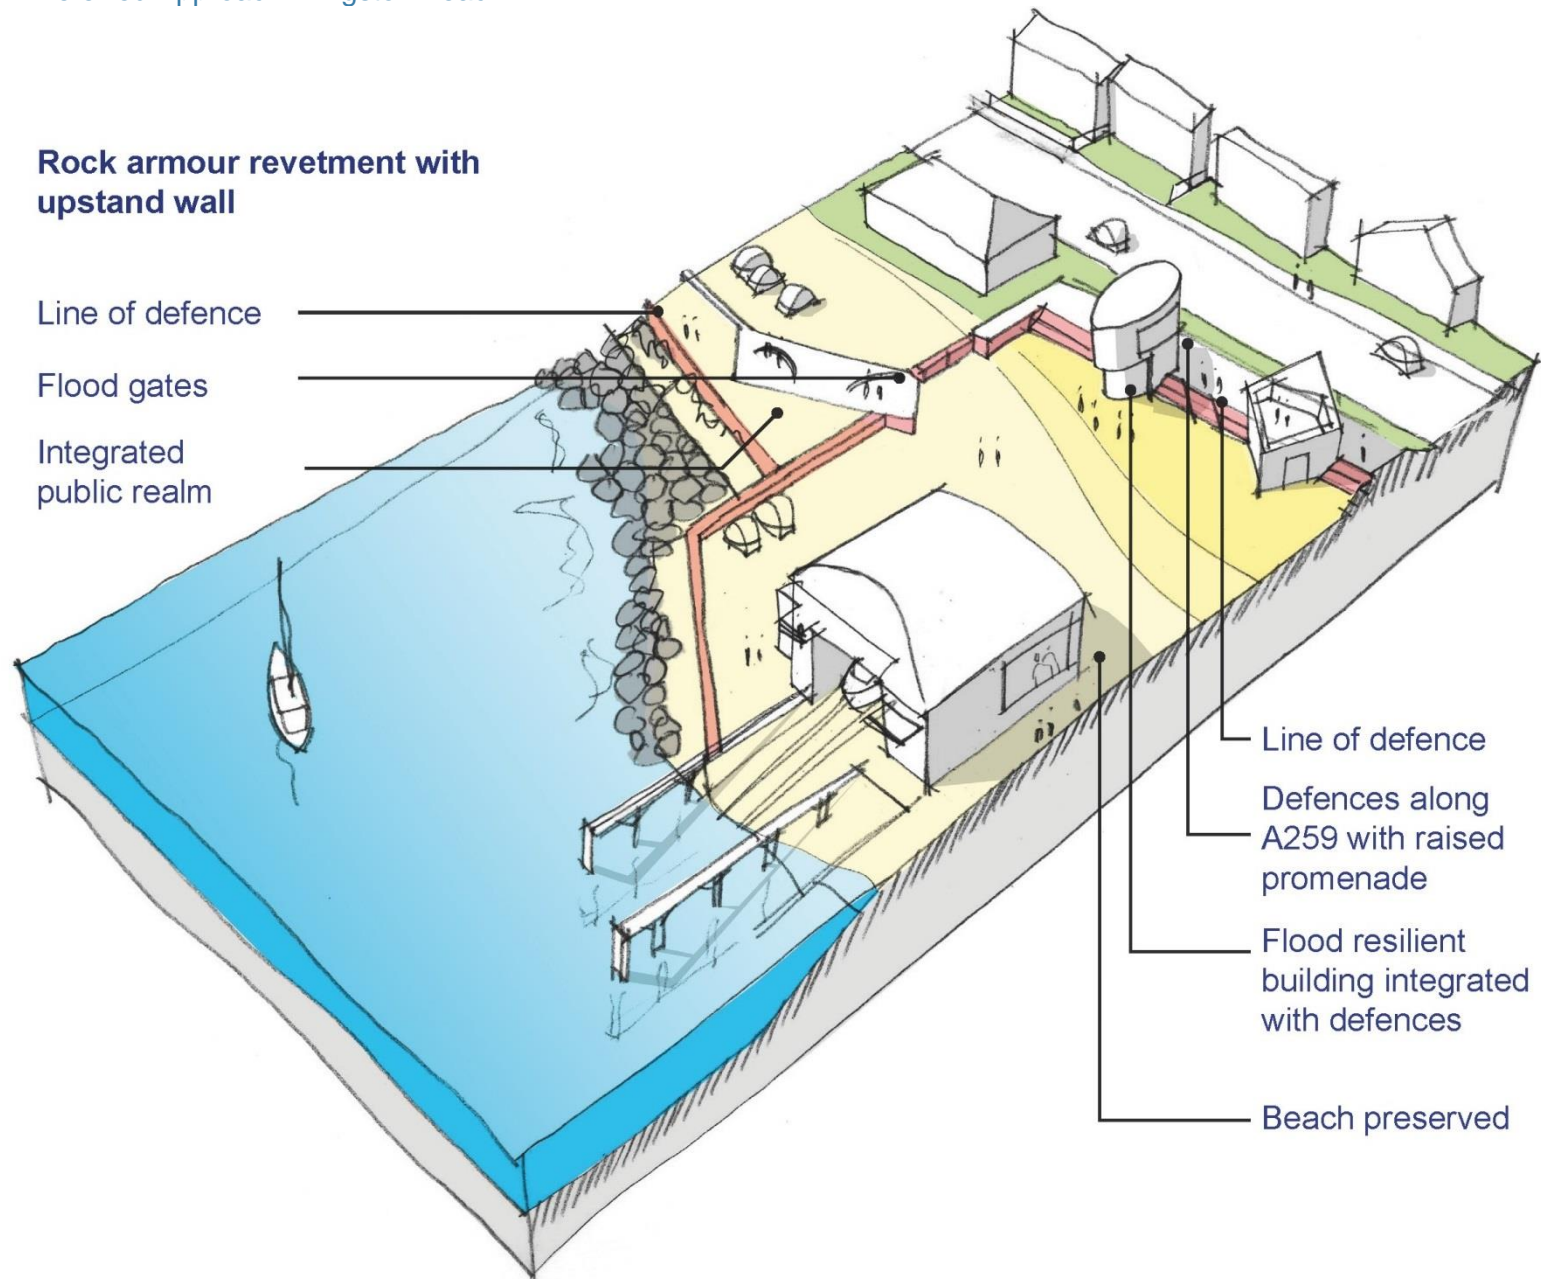 Rock armour revetment with
upstand wall
Line of defence
Flood gates
Integrated
public realm
Line of defence
Defences along
A259 with raised
promenade
Flood resilient
building integrated
with defences
Beach preserved